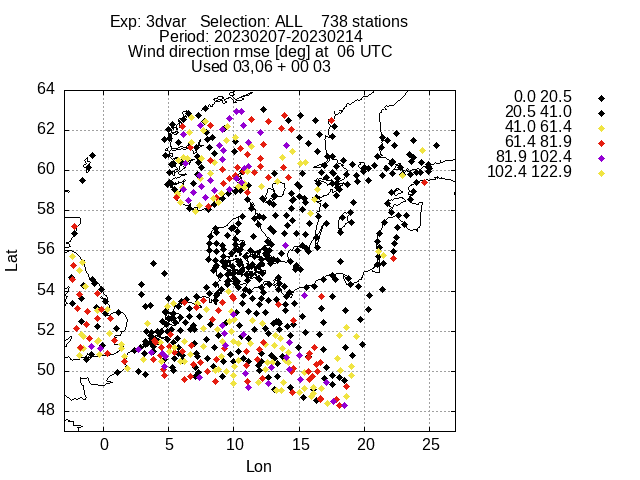 Exp: 3dvar Selection: ALL 738 stations
Period: 20230207-20230214
Wind direction rmse [deg] at 06 UTC
Used 03,06 + 00 03
0.0 20.5
20.5 41.0
41.0 61.4
61.4 81.9
81.9 102.4
102.4 122.9
64
62
60
58
56
54
52
50
48
Lat
0 5 10 15 20 25
Lon